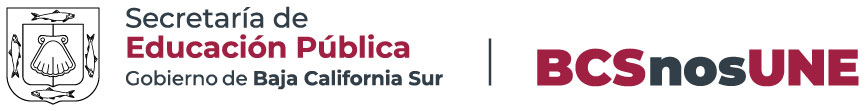 Secretaría de
Educación Pública
Gobierno de Baja California Sur
BCSnosUNE